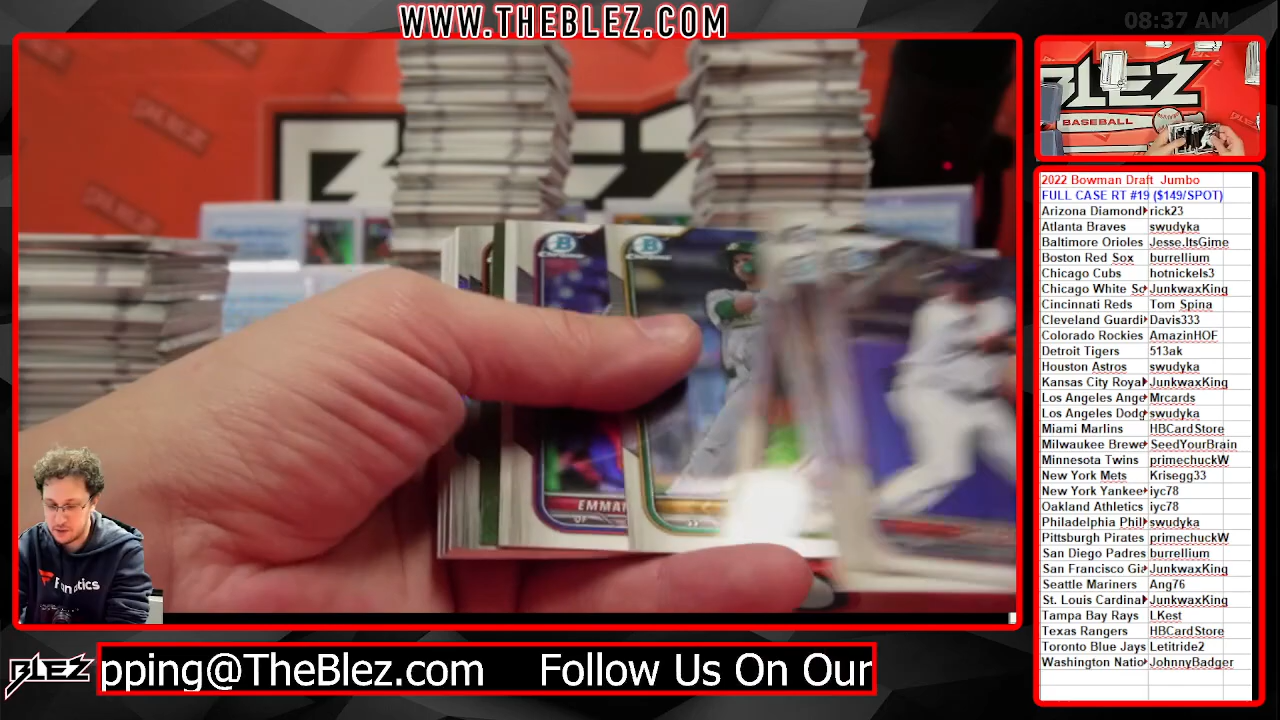 WWW.THEBLEZ.COM
08:37 AM
BLEZ
BASEBALL
2022 Bowman Draft Jumbo
FULL CASE RT #19 ($149/SPOT)
Arizona Diamond rick23
Atlanta Braves swudyka
Baltimore Orioles Jesse.ItsGime
Boston Red Sox burrellium
Chicago Cubs hotnickels3
Chicago White So JunkwaxKing
Cincinnati Reds Tom Spina
Cleveland Guardi Davis333
Colorado Rockies AmazinHOF
Detroit Tigers 513ak
Houston Astros swudyka
Kansas City Roya JunkwaxKing
Los Angeles Ange Mrcards
Los Angeles Dodg swudyka
Miami Marlins HBCardStore
Milwaukee Brewe SeedYourBrain
Minnesota Twins primechuckW
New York Mets Krisegg33
New York Yankee iyc78
Oakland Athletics iyc78
Philadelphia Phil swudyka
Pittsburgh Pirates primechuckW
San Diego Padres burrellium
San Francisco Gia JunkwaxKing
Seattle Mariners Ang76
St. Louis Cardina JunkwaxKing
Tampa Bay Rays LKest
Texas Rangers HBCardStore
Toronto Blue Jays Letitride2
Washington Natio JohnnyBadger
B Chrome
B Chrome
EMMA
BLEZ
pping@TheBlez.com Follow Us On Our